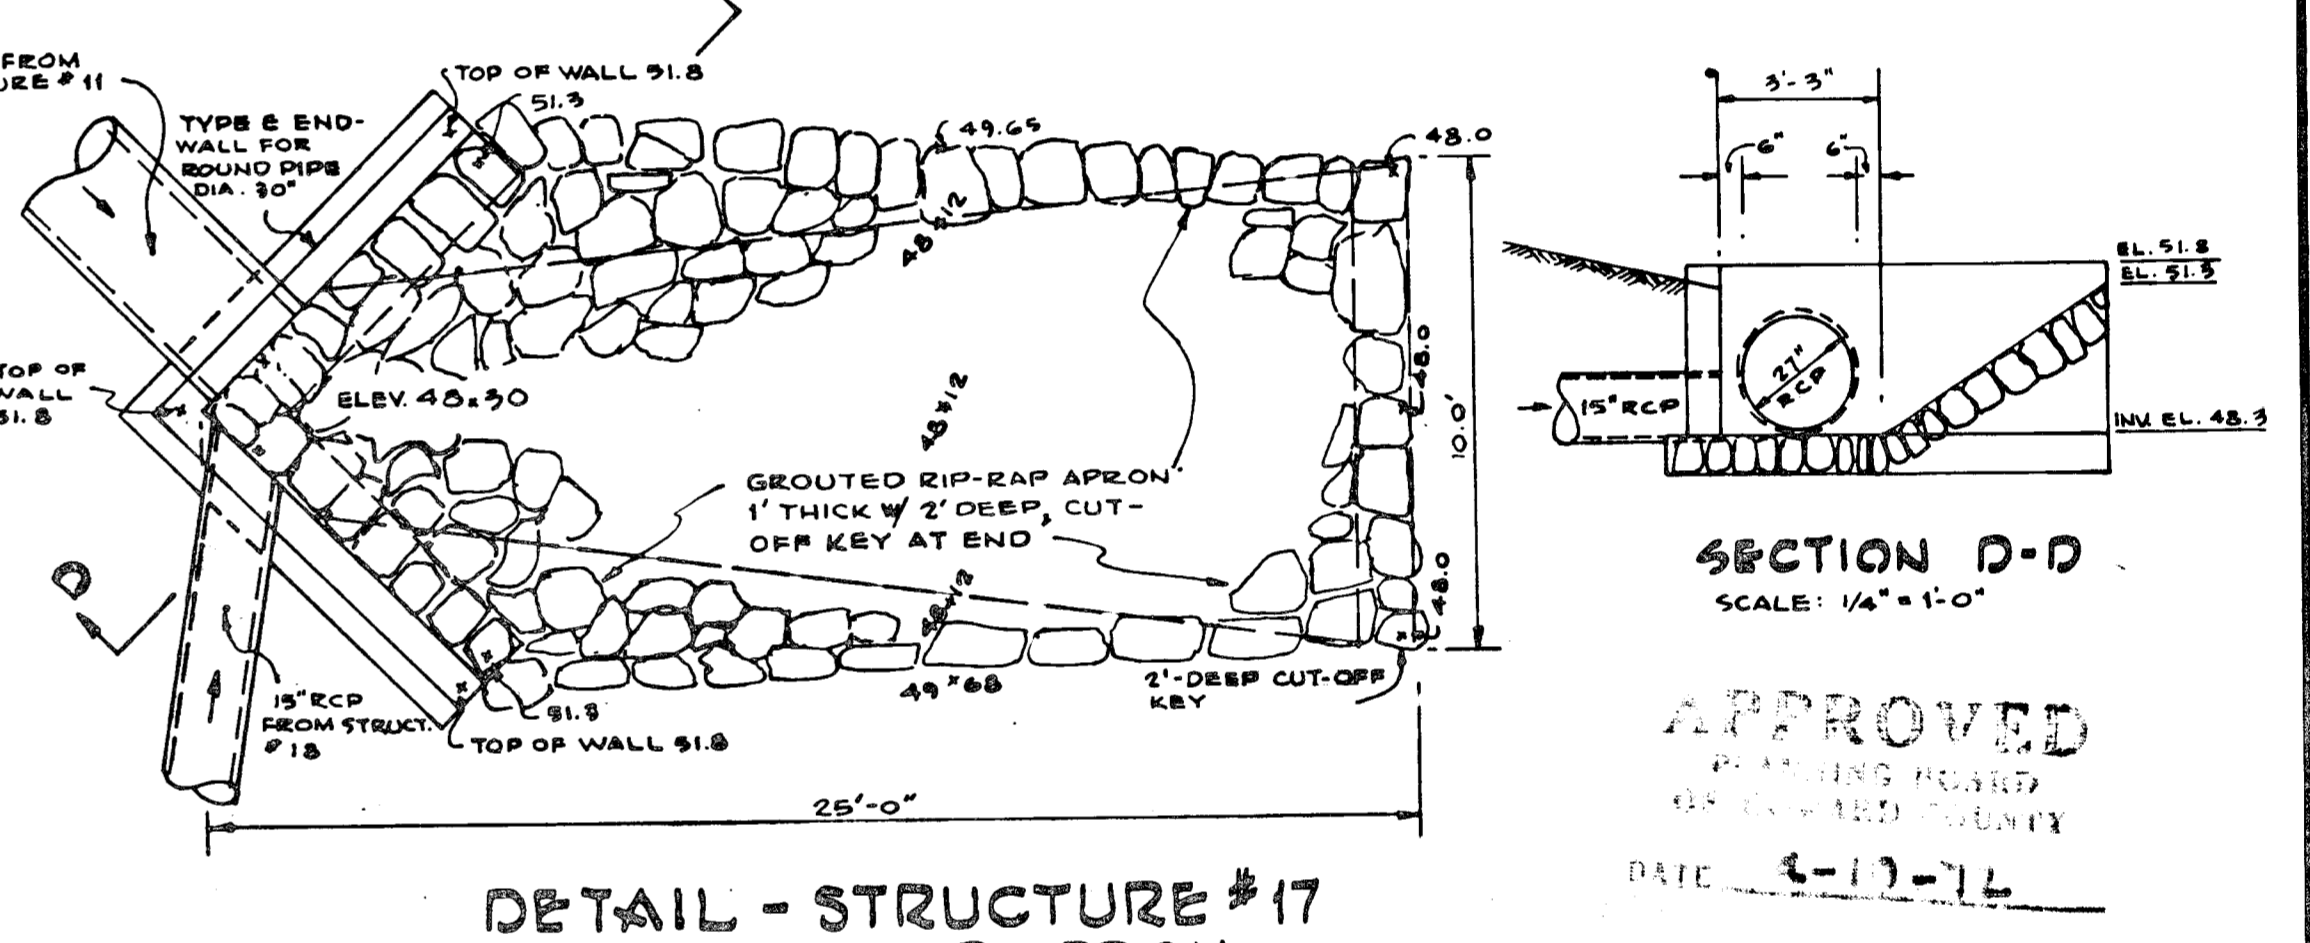 FROM
URE #11
TYPE E END-
WALL FOR
ROUND PIPE
DIA. 30"
TOP OF WALL 51.8
51.3
49.65
48.0
48 x 12
TOP OF
WALL
51.8
ELEV. 48 x 30
48 x 12
48.0
10.0'
GROUTED RIP-RAP APRON
1' THICK W/ 2' DEEP, CUT-
OFF KEY AT END
48 x 12
48.0
D
15" RCP
FROM STRUCT.
#18
51.3
TOP OF WALL 51.8
49 x 68
2'-DEEP CUT-OFF
KEY
25'-0"
DETAIL - STRUCTURE #17
3'-3"
6"
6"
EL. 51.8
EL. 51.3
27"
RCP
15" RCP
INV. EL. 48.3
SECTION D-D
SCALE: 1/4" = 1'-0"
APPROVED
PLANNING BOARD
OF HOWARD COUNTY
DATE